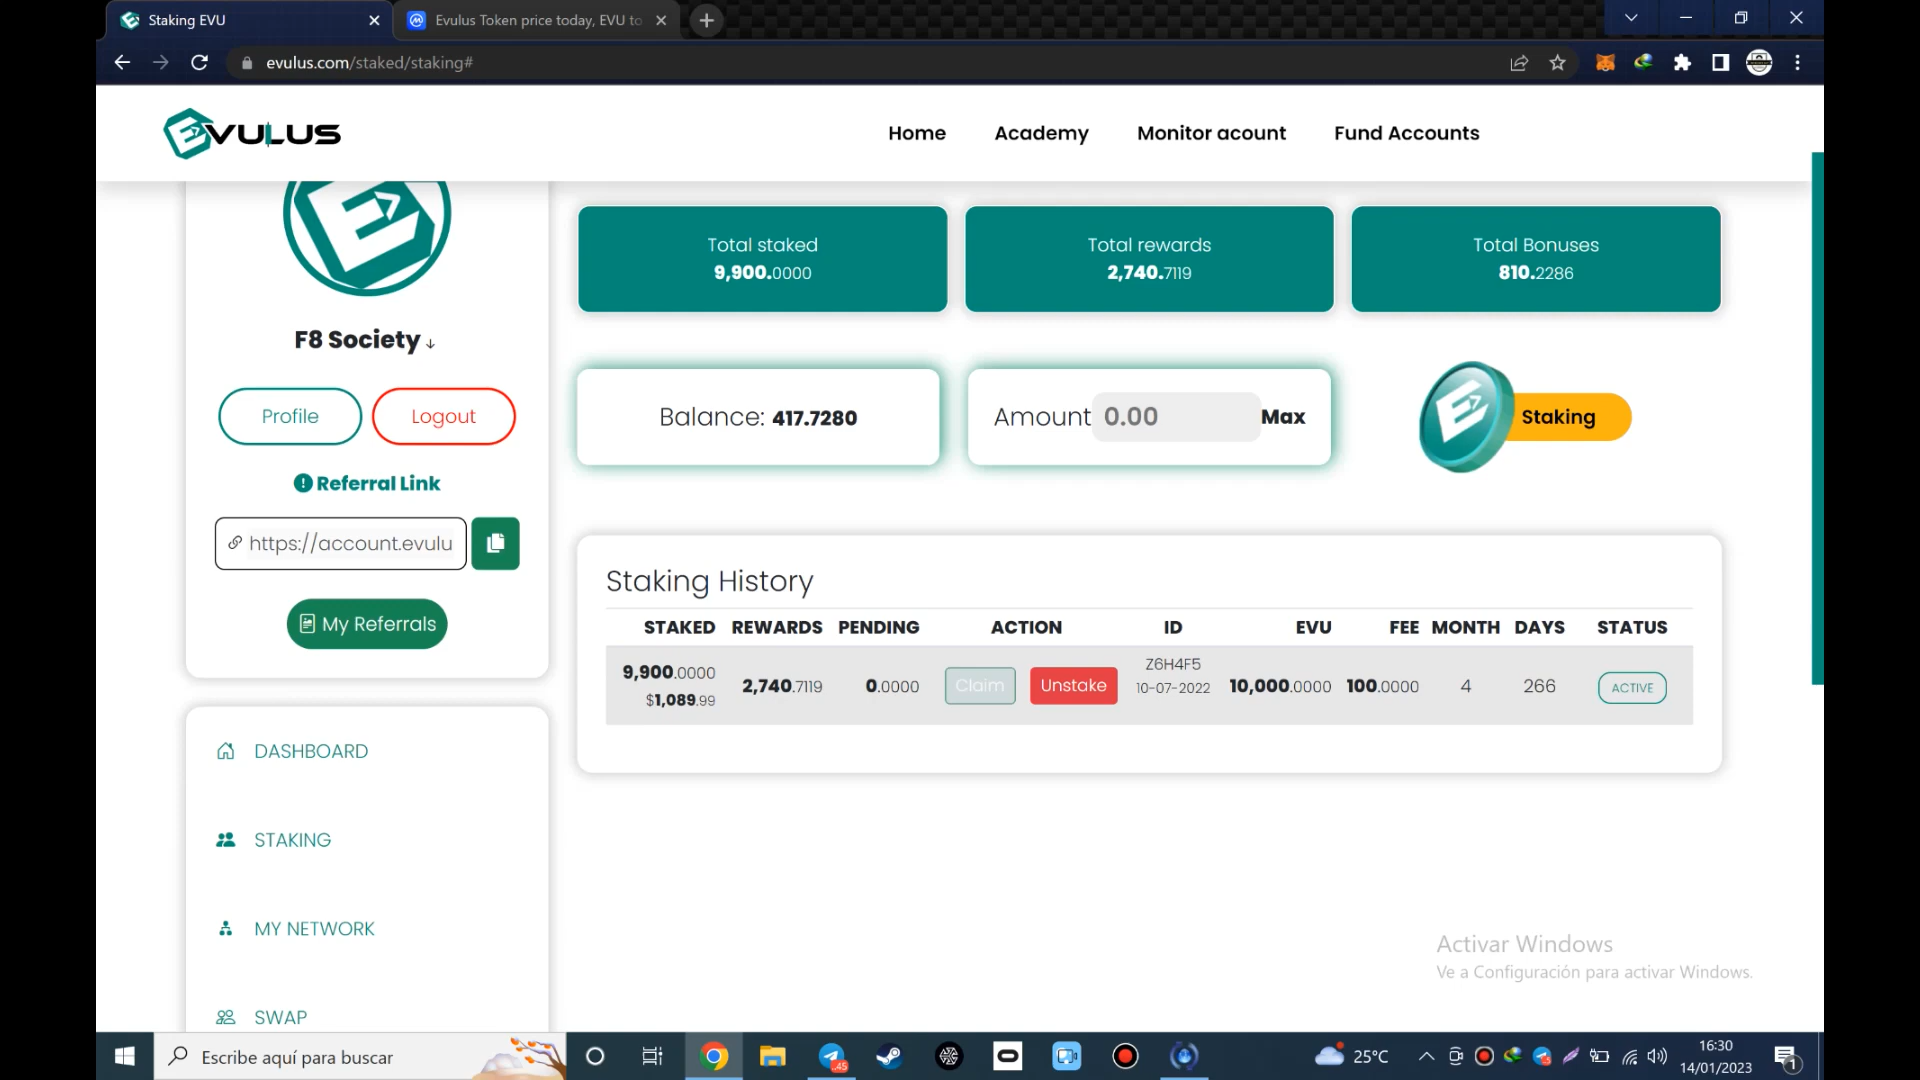 Staking EVU
Evulus Token price today, EVU to
evulus.com/staked/staking#
EVULUS
Home
Academy
Monitor acount
Fund Accounts
F8 Society ↓
Profile
Logout
Referral Link
https://account.evulu
My Referrals
DASHBOARD
STAKING
MY NETWORK
SWAP
Total staked
9,900.0000
Total rewards
2,740.7119
Total Bonuses
810.2286
Balance: 417.7280
Amount 0.00 Max
Staking
Staking History
STAKED REWARDS PENDING ACTION ID EVU FEE MONTH DAYS STATUS
9,900.0000
$1,089.99
2,740.7119
0.0000
Claim
Unstake
Z6H4F5
10-07-2022
10,000.0000
100.0000
4
266
ACTIVE
Activar Windows
Ve a Configuración para activar Windows.
Escribe aquí para buscar
.45
25°C
16:30
14/01/2023
1